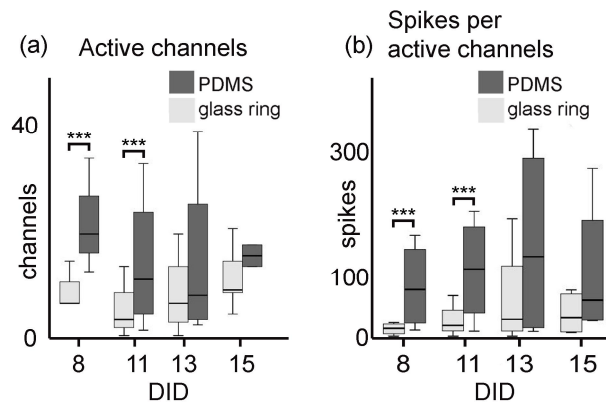 (a) Active channels
PDMS
glass ring
40
***
***
channels
0
8 11 13 15
DID
(b) Spikes per
active channels
PDMS
glass ring
300
***
***
spikes
100
0
8 11 13 15
DID